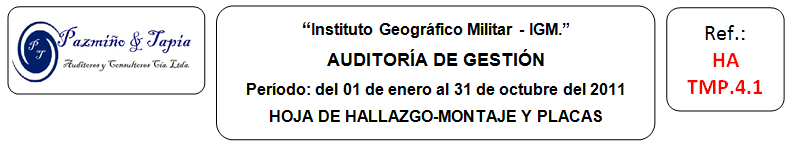 PT
Pazmiño & Tapia
Auditores y Consultores Cía. Ltda.
“Instituto Geográfico Militar - IGM.”
AUDITORÍA DE GESTIÓN
Período: del 01 de enero al 31 de octubre del 2011
HOJA DE HALLAZGO-MONTAJE Y PLACAS
Ref.:
HA
TMP.4.1